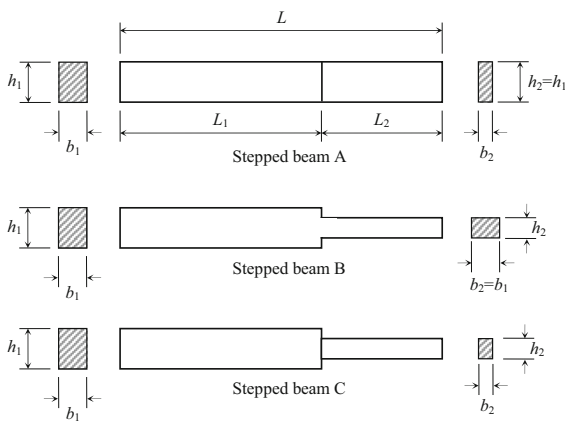 L
h1
h2=h1
L1
L2
b1
Stepped beam A
b2
h1
h2
Stepped beam B
b1
b2=b1
h1
h2
Stepped beam C
b1
b2